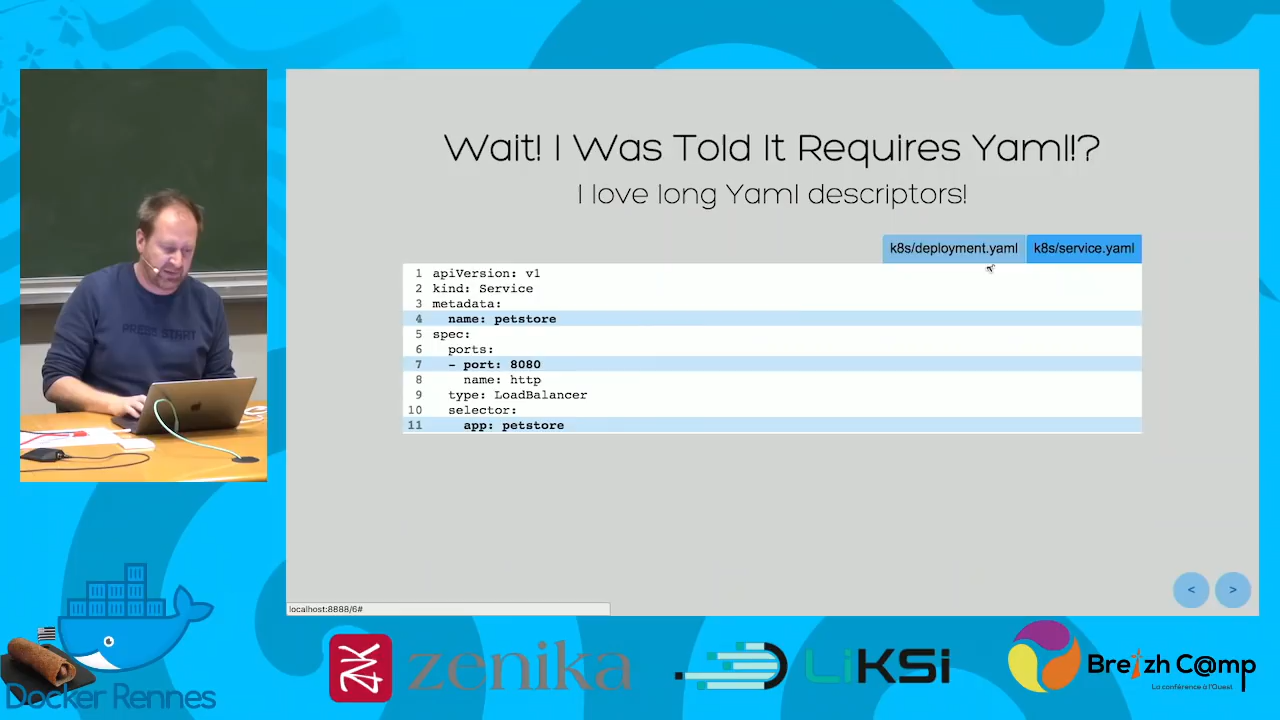 Wait! I Was Told It Requires Yaml!?
I love long Yaml descriptors!
k8s/deployment.yaml
k8s/service.yaml
1 apiVersion: v1
2 kind: Service
3 metadata:
4 name: petstore
5 spec:
6 ports:
7 - port: 8080
8 name: http
9 type: LoadBalancer
10 selector:
11 app: petstore
< >
localhost:8888/6#
PRESS START
Docker Rennes
zenika
LiKSi
Breizh C@mp
La conférence à l'Ouest